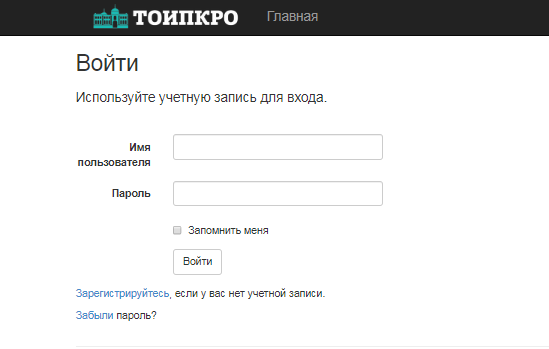 ТОИПКРО Главная
Войти
Используйте учетную запись для входа.
Имя
пользователя
Пароль
Запомнить меня
Войти
Зарегистрируйтесь, если у вас нет учетной записи.
Забыли пароль?